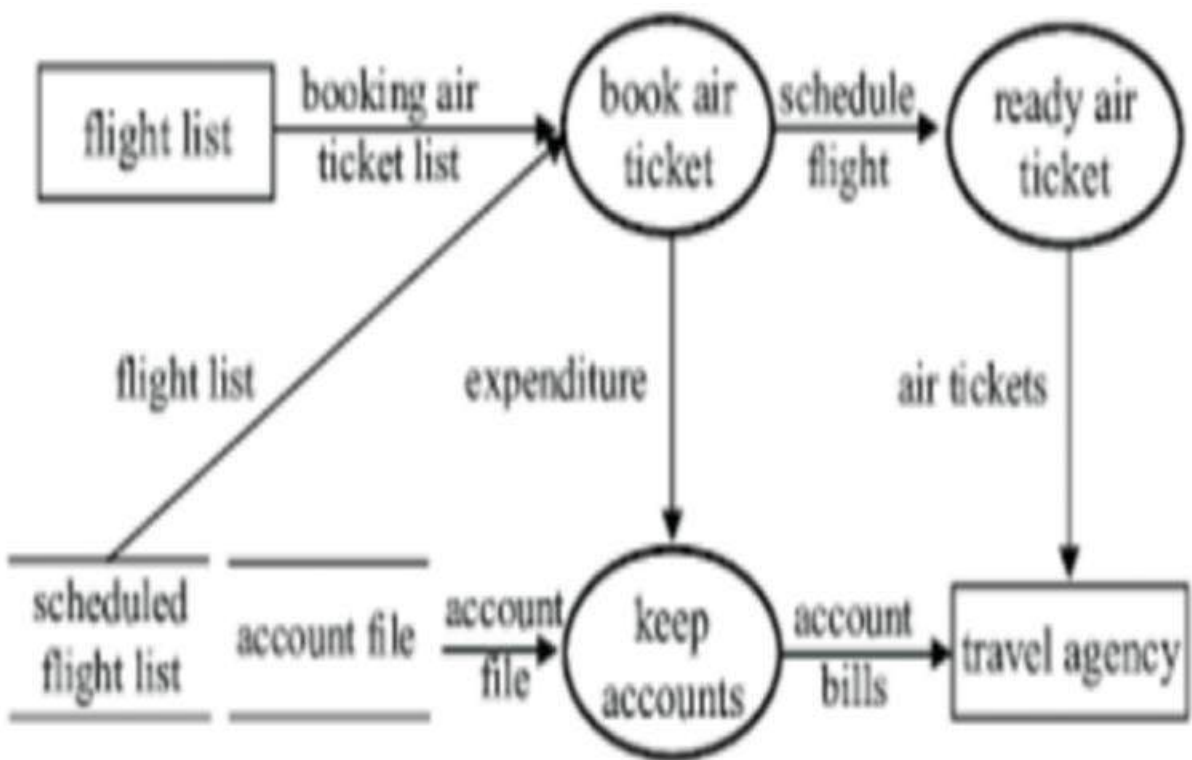 flight list
booking air
ticket list
book air
ticket
schedule
flight
ready air
ticket
flight list
expenditure
air tickets
scheduled
flight list
account file
account
file
keep
accounts
account
bills
travel agency